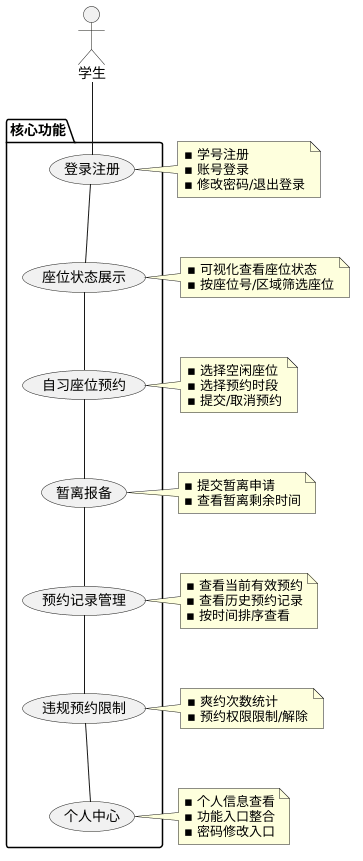 学生
核心功能
登录注册
■ 学号注册
■ 账号登录
■ 修改密码/退出登录
座位状态展示
■ 可视化查看座位状态
■ 按座位号/区域筛选座位
自习座位预约
■ 选择空闲座位
■ 选择预约时段
■ 提交/取消预约
暂离报备
■ 提交暂离申请
■ 查看暂离剩余时间
预约记录管理
■ 查看当前有效预约
■ 查看历史预约记录
■ 按时间排序查看
违规预约限制
■ 爽约次数统计
■ 预约权限限制/解除
个人中心
■ 个人信息查看
■ 功能入口整合
■ 密码修改入口